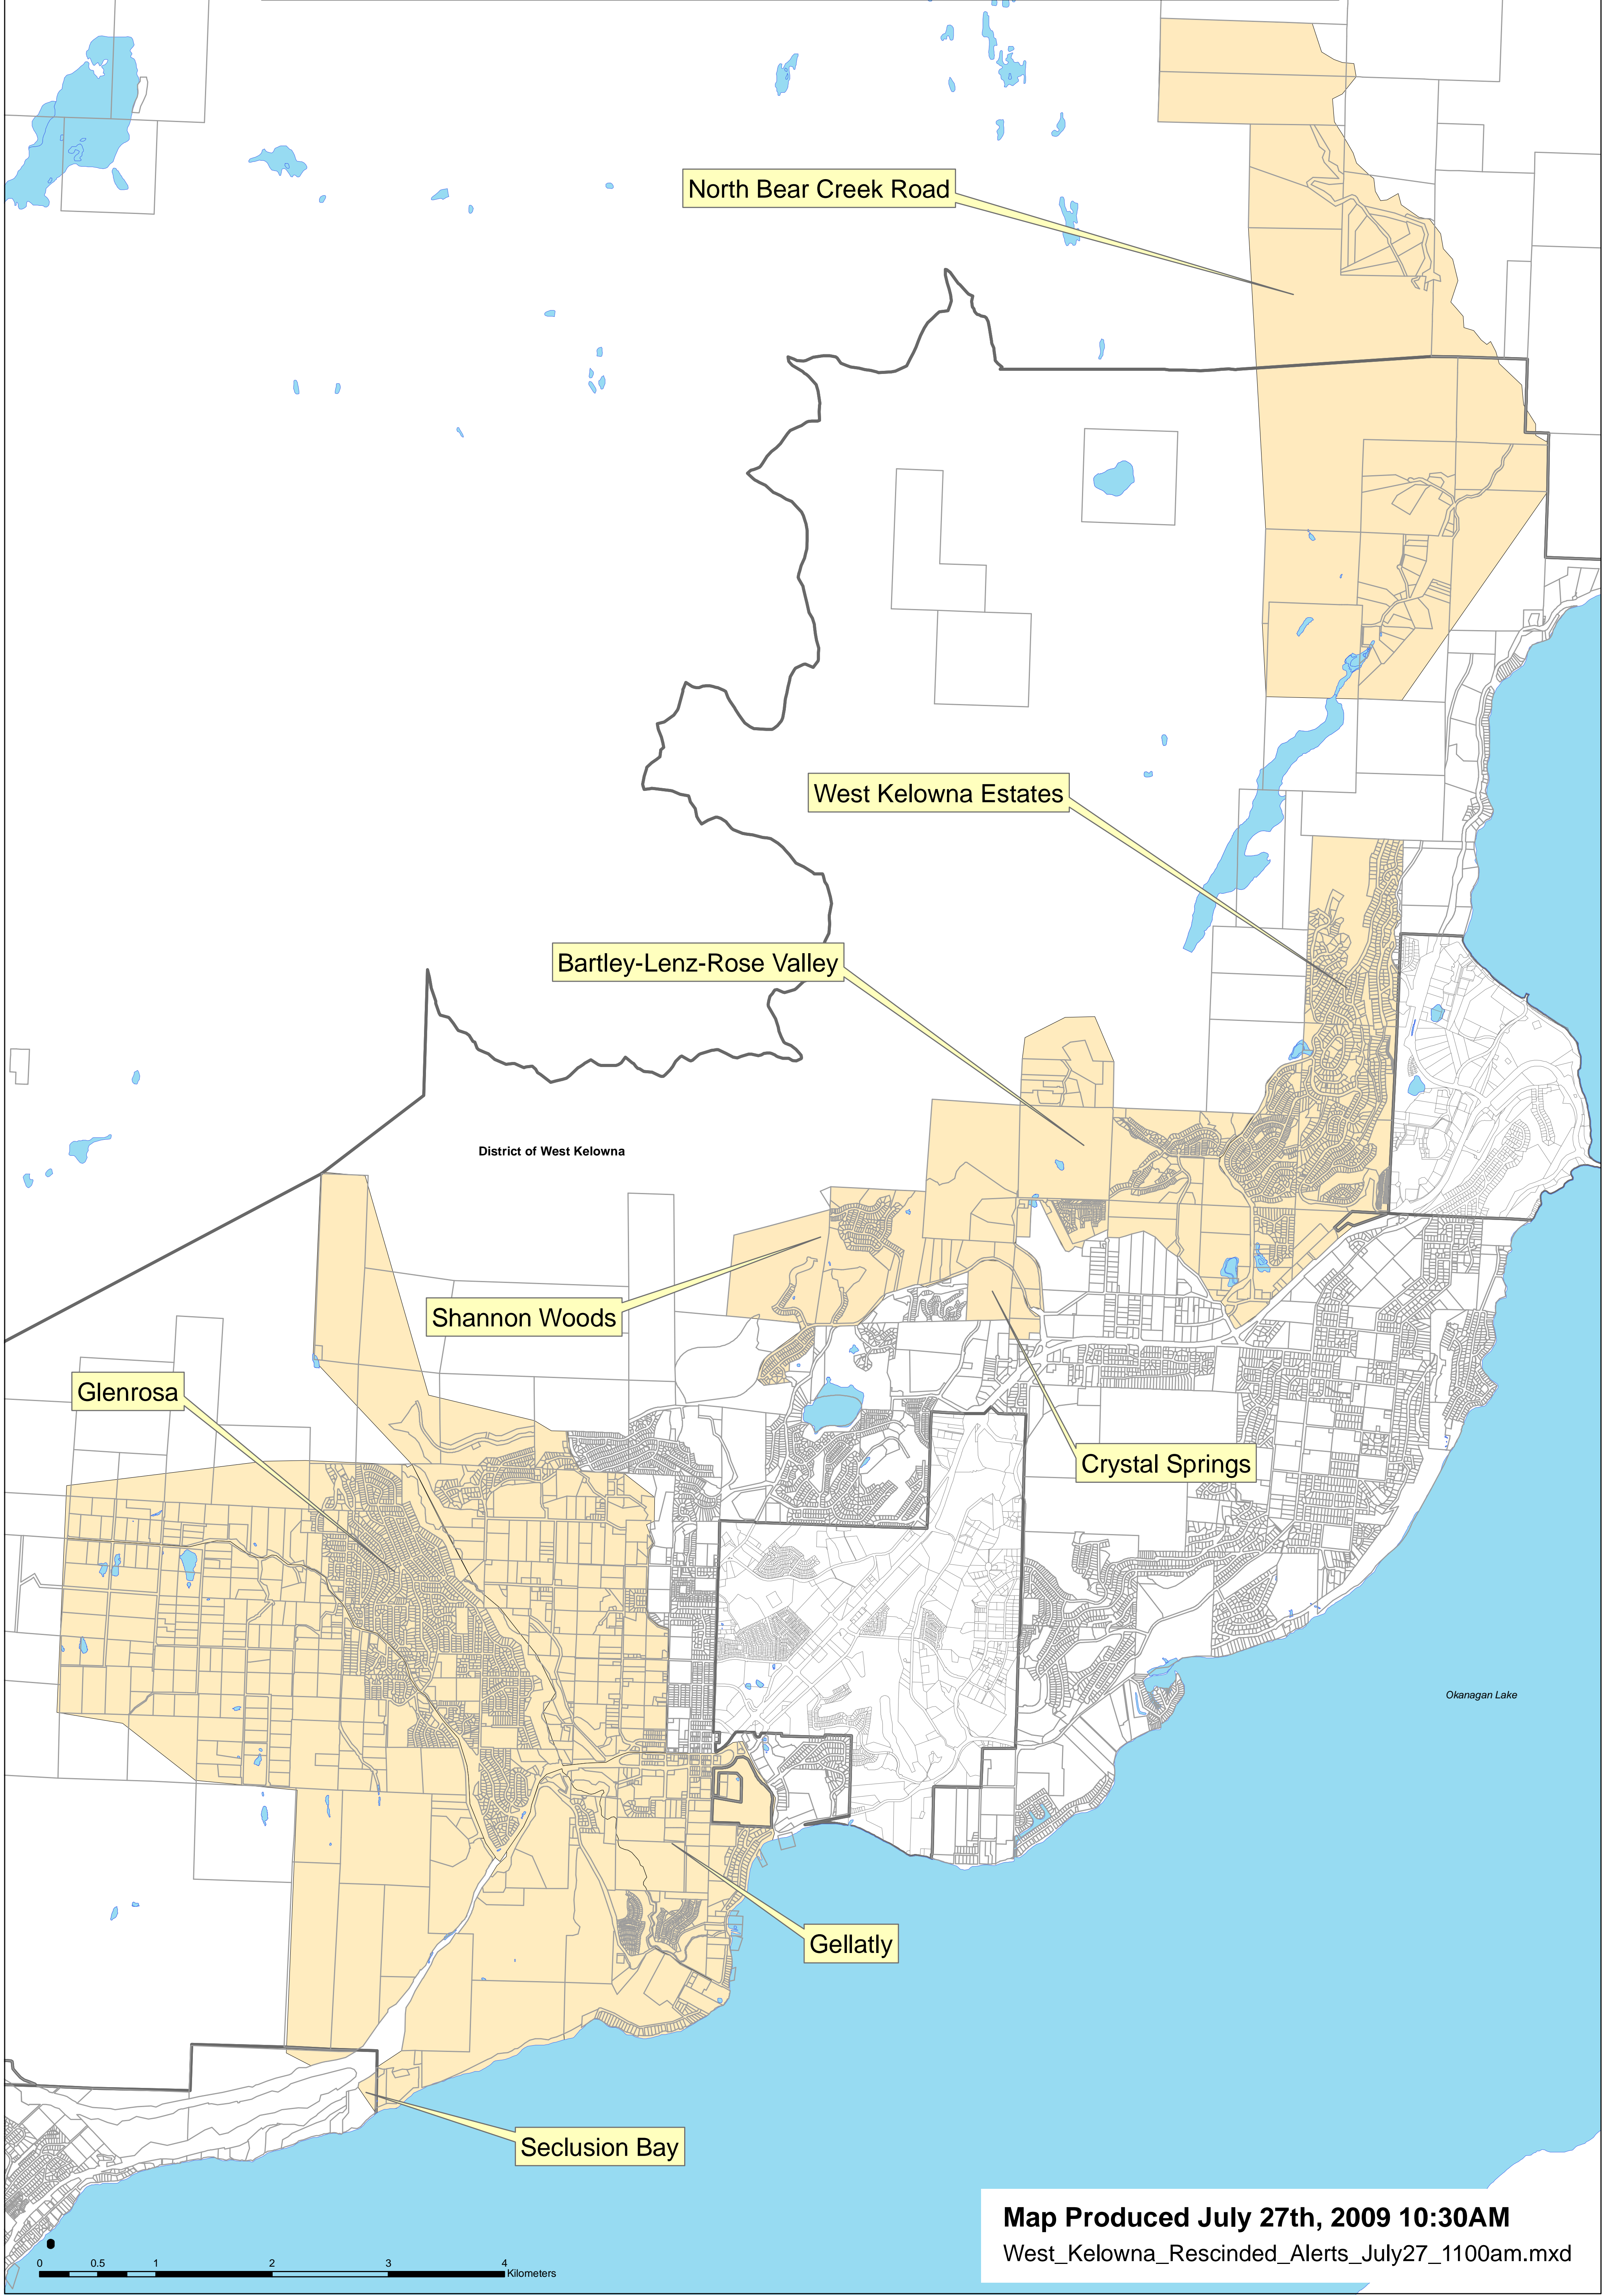 North Bear Creek Road
West Kelowna Estates
Bartley-Lenz-Rose Valley
District of West Kelowna
Shannon Woods
Glenrosa
Crystal Springs
Okanagan Lake
Gellatly
Seclusion Bay
Map Produced July 27th, 2009 10:30AM
West_Kelowna_Rescinded_Alerts_July27_1100am.mxd
0 0.5 1 2 3 4
Kilometers